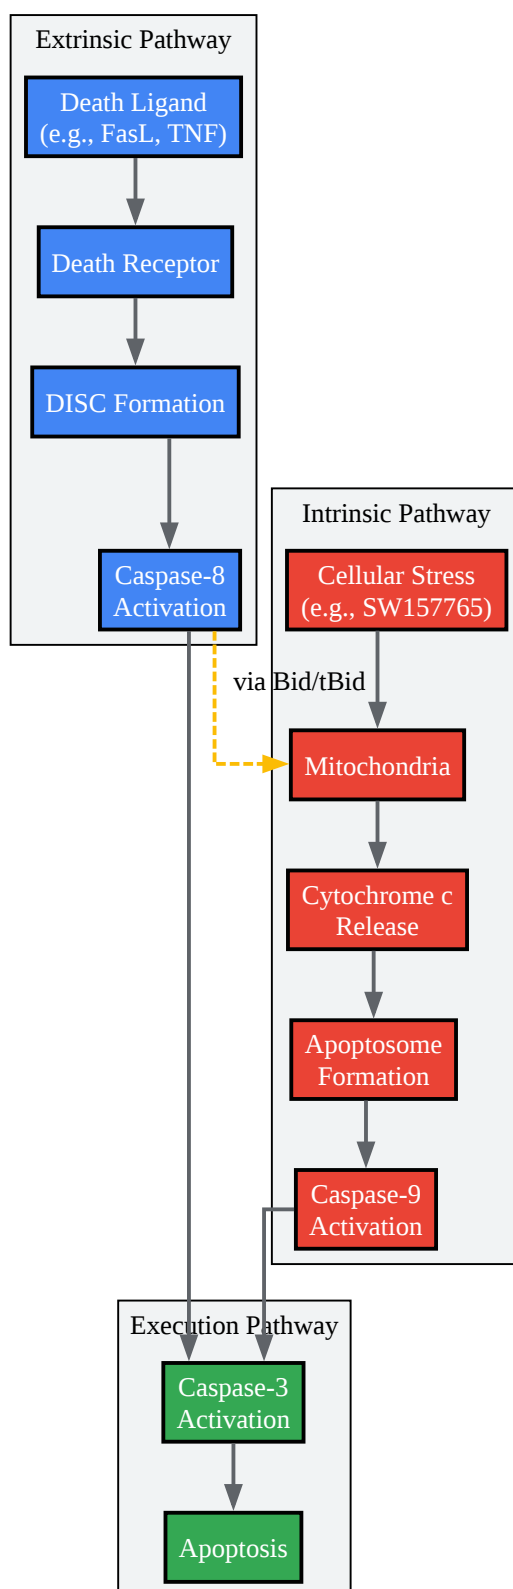 Extrinsic Pathway
Death Ligand
(e.g., FasL, TNF)
Death Receptor
DISC Formation
Caspase-8
Activation
Intrinsic Pathway
Cellular Stress
(e.g., SW157765)
via Bid/tBid
Mitochondria
Cytochrome c
Release
Apoptosome
Formation
Caspase-9
Activation
Execution Pathway
Caspase-3
Activation
Apoptosis